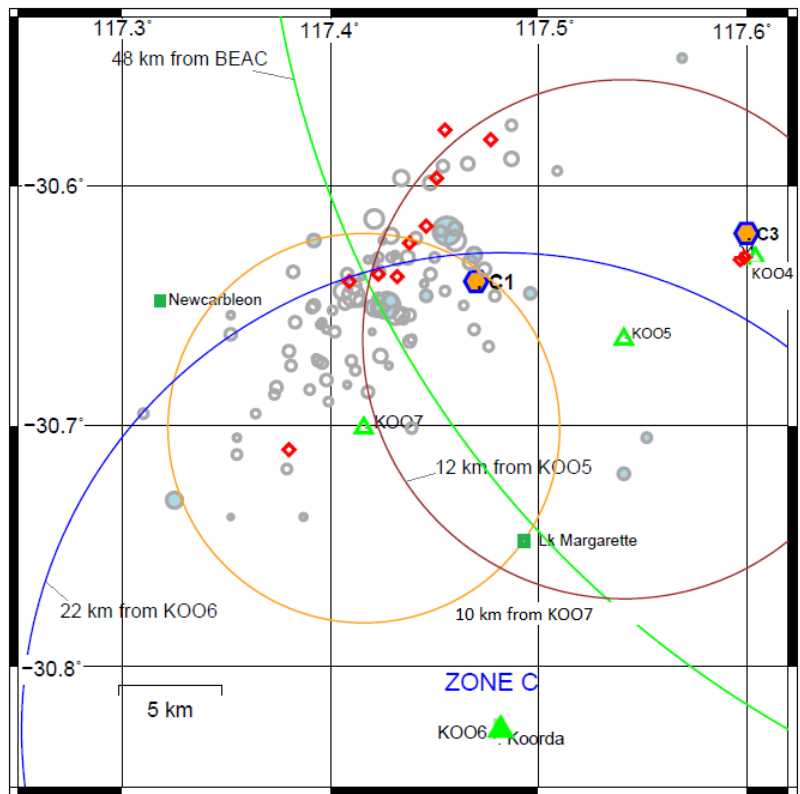 117.3°
117.4°
117.5°
117.6°
48 km from BEAC
−30.6°
C3
KOO4
C1
Newcarbleon
KOO5
−30.7°
KOO7
12 km from KOO5
Lk Margarette
22 km from KOO6
10 km from KOO7
−30.8°
ZONE C
5 km
KOO6
Koorda